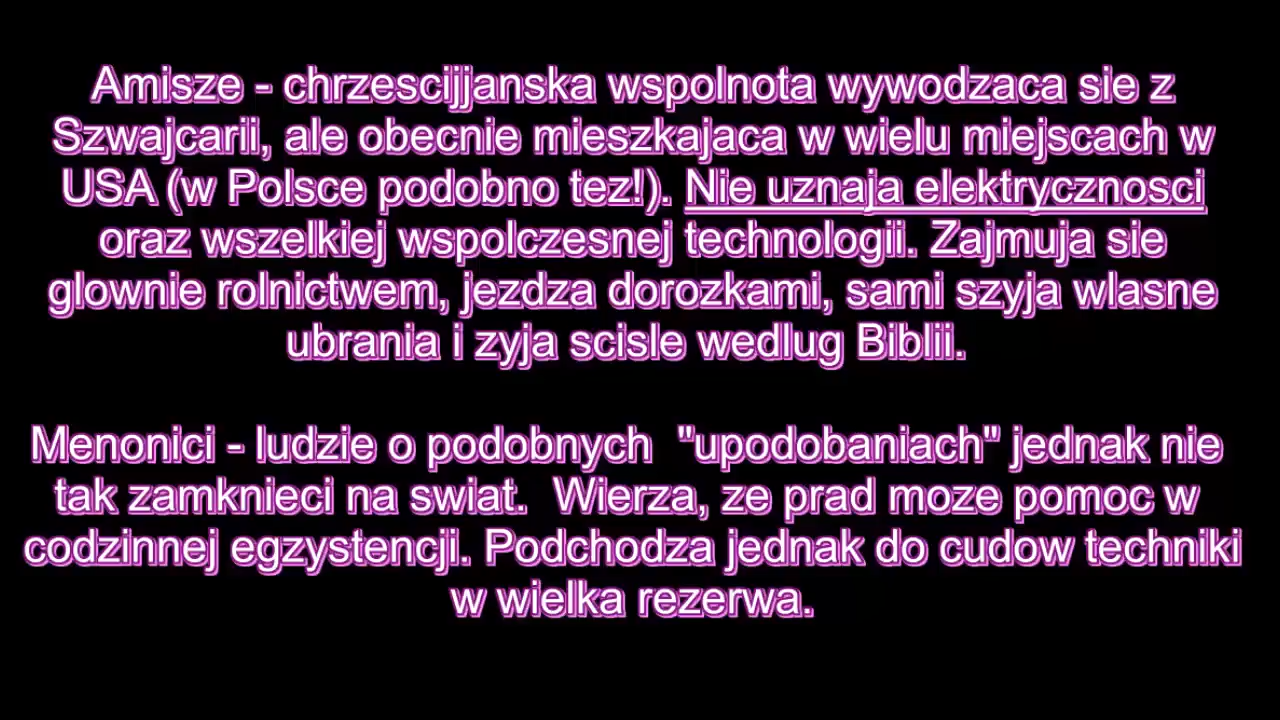 Amisze - chrzescijjanska wspolnota wywodzaca sie z
Szwajcarii, ale obecnie mieszkajaca w wielu miejscach w
USA (w Polsce podobno tez!). Nie uznaja elektrycznosci
oraz wszelkiej wspolczesnej technologii. Zajmuja sie
glownie rolnictwem, jezdza dorozkami, sami szyja wlasne
ubrania i zyja scisle wedlug Biblii.
Menonici - ludzie o podobnych "upodobaniach" jednak nie
tak zamknieci na swiat. Wierza, ze prad moze pomoc w
codzinnej egzystencji. Podchodza jednak do cudow techniki
w wielka rezerwa.